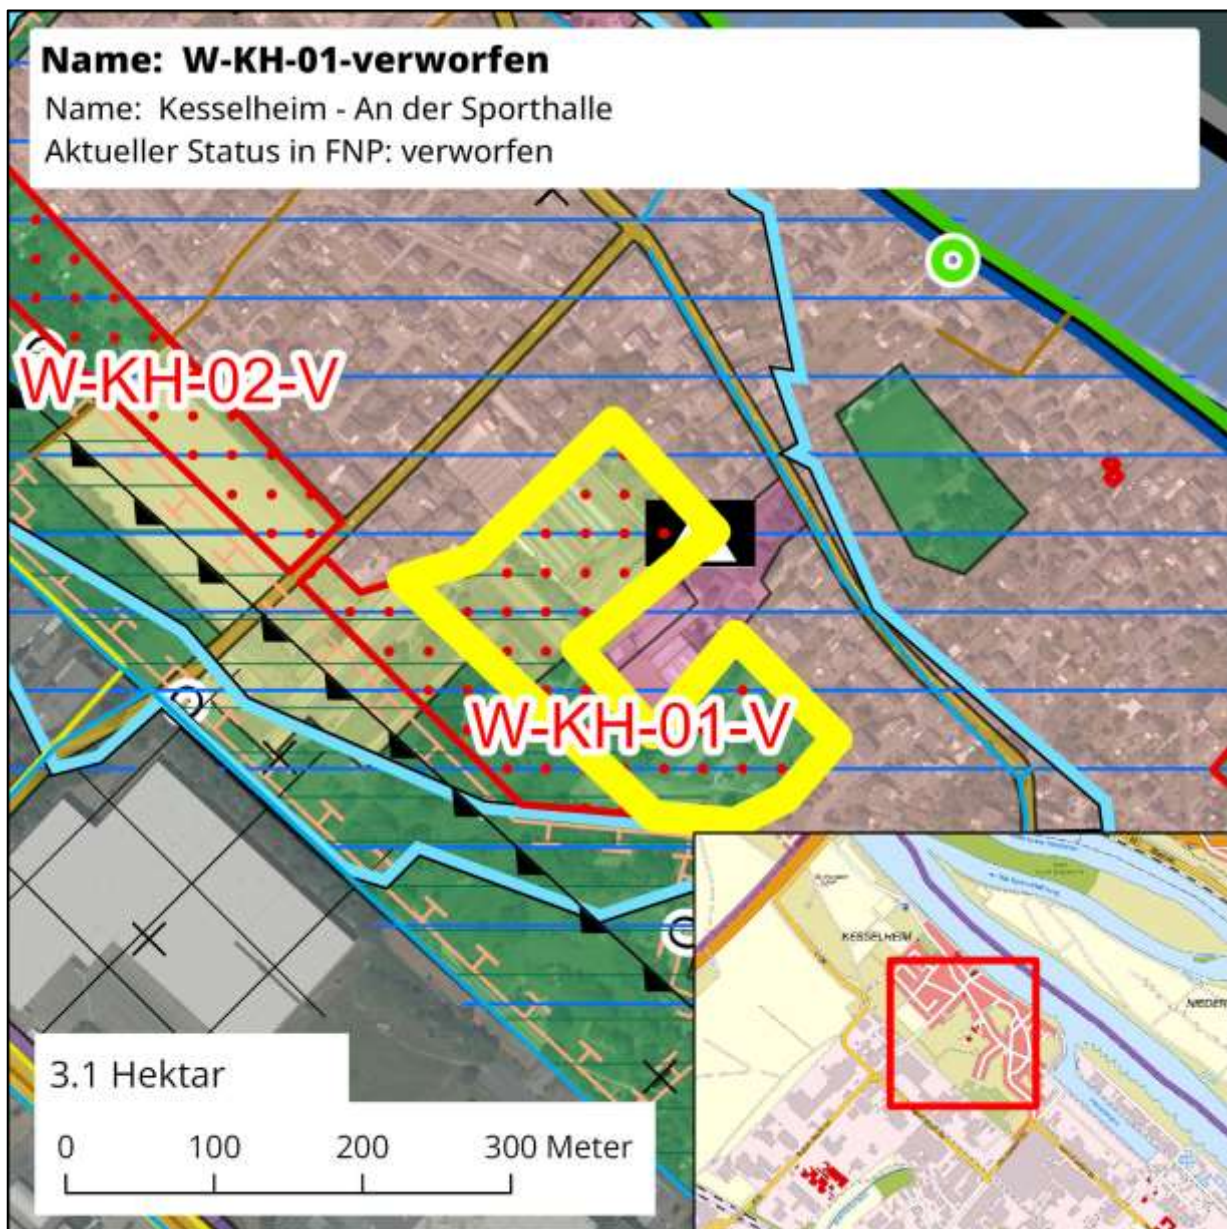 Name: W-KH-01-verworfen
Name: Kesselheim - An der Sporthalle
Aktueller Status in FNP: verworfen
W-KH-02-V
W-KH-01-V
KESSELHEIM
NIEDER
3.1 Hektar
0 100 200 300 Meter